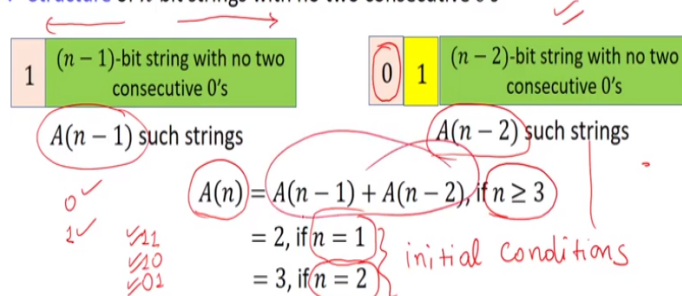 Structure of n-bit strings with no two consecutive 0's
1 (n − 1)-bit string with no two consecutive 0's
0 1 (n − 2)-bit string with no two consecutive 0's
A(n − 1) such strings
A(n − 2) such strings
A(n) = A(n − 1) + A(n − 2), if n ≥ 3
= 2, if n = 1
= 3, if n = 2
0
1
11
10
01
initial conditions